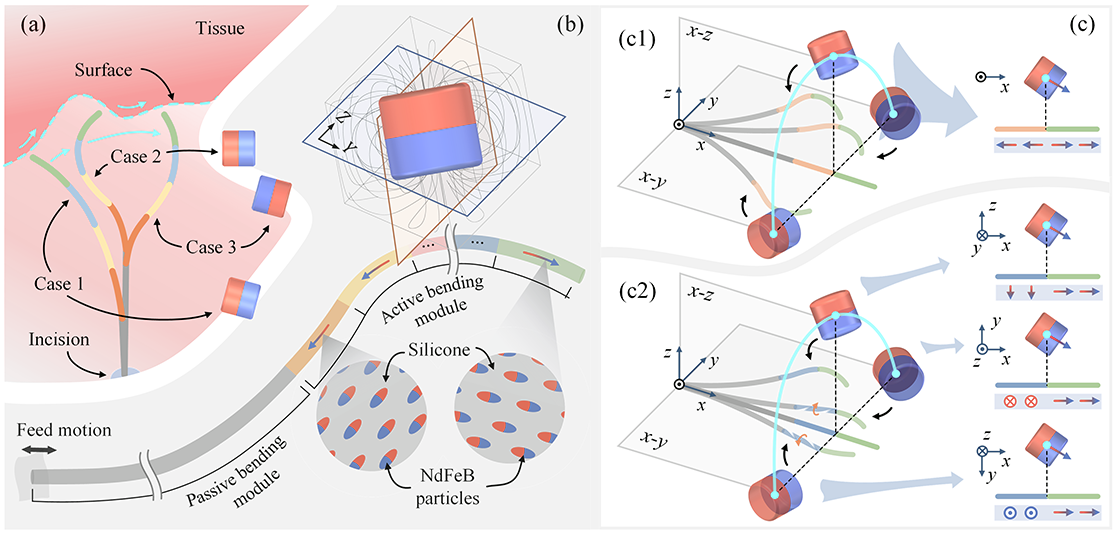 (a)
Tissue
Surface
Case 2
Case 3
Case 1
Incision
(b)
Z
Y
Active bending
module
Silicone
Feed motion
Passive bending
module
NdFeB
particles
(c1)
(c)
x-z
z
y
x
x-y
x
(c2)
x-z
z
y
x
x-y
z
y
x
y
z
x
z
x
y